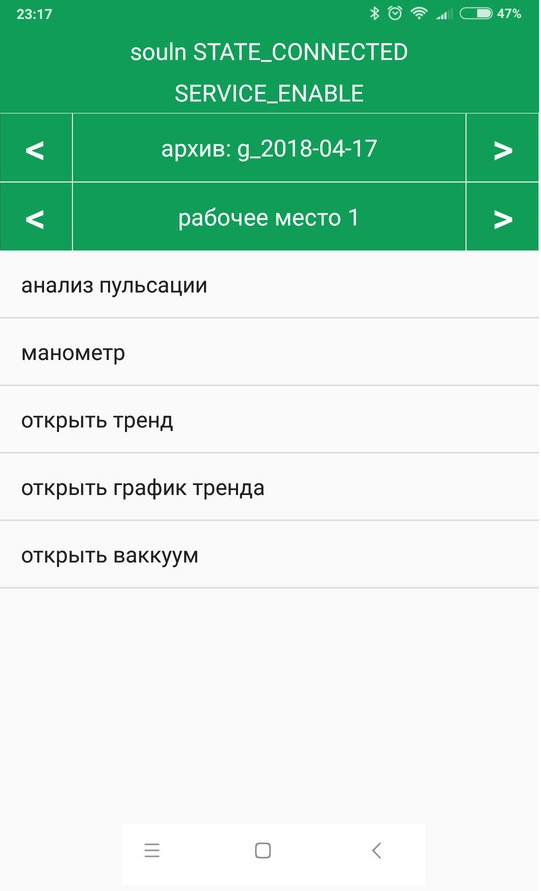 23:17 47%
souln STATE_CONNECTED
SERVICE_ENABLE
< архив: g_2018-04-17 >
< рабочее место 1 >
анализ пульсации
манометр
открыть тренд
открыть график тренда
открыть ваккуум